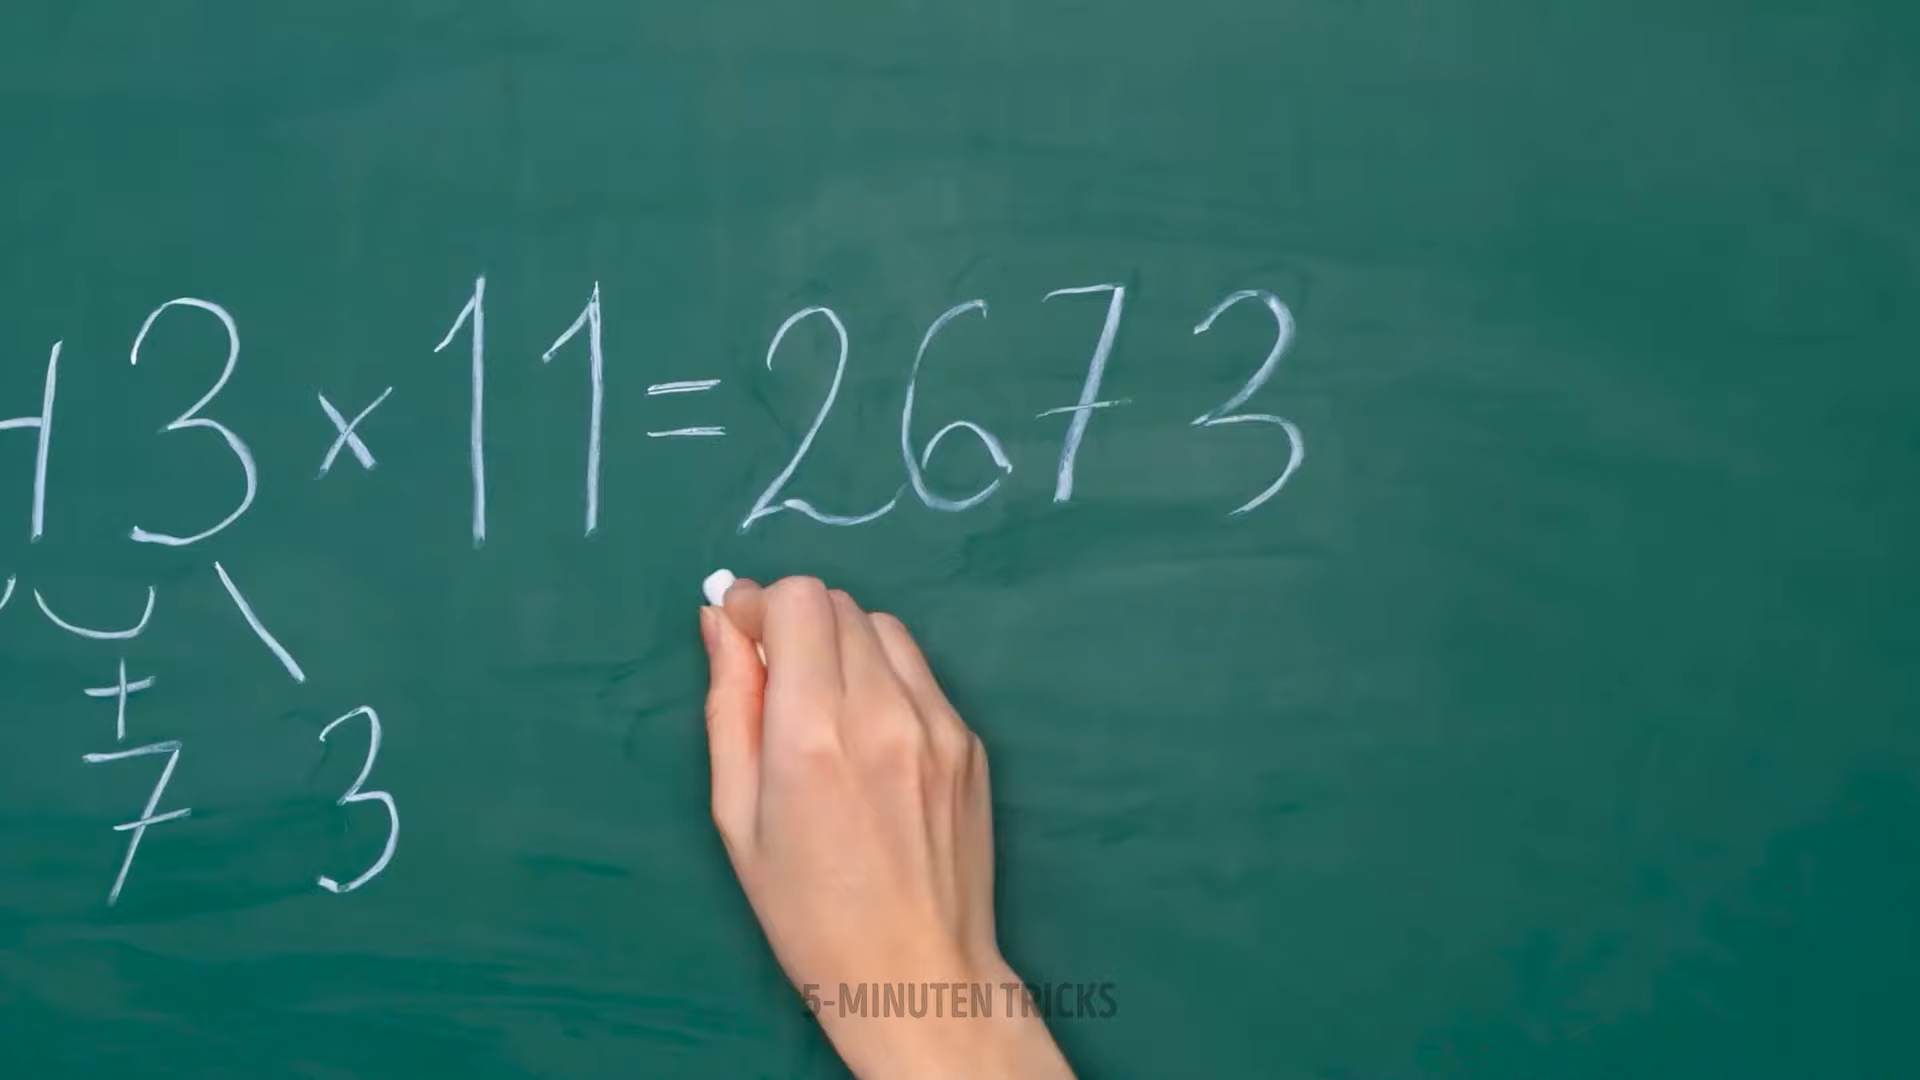 43 × 11 = 2673
+
7 3
5-MINUTEN TRICKS